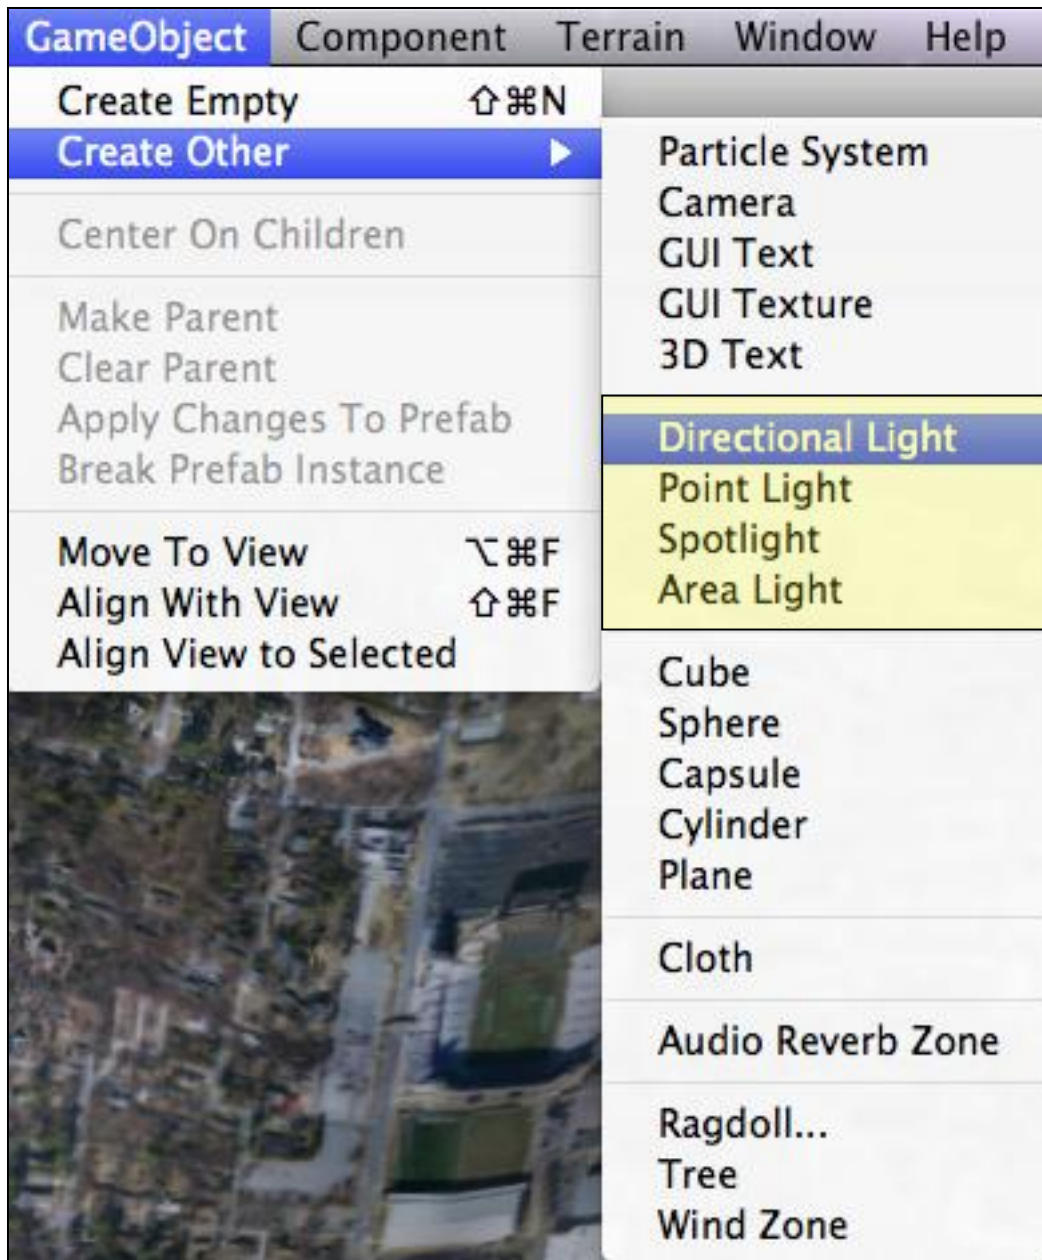 GameObject Component Terrain Window Help
Create Empty ⇧⌘N
Create Other ▶
Center On Children
Make Parent
Clear Parent
Apply Changes To Prefab
Break Prefab Instance
Move To View ⌥⌘F
Align With View ⇧⌘F
Align View to Selected
Particle System
Camera
GUI Text
GUI Texture
3D Text
Directional Light
Point Light
Spotlight
Area Light
Cube
Sphere
Capsule
Cylinder
Plane
Cloth
Audio Reverb Zone
Ragdoll...
Tree
Wind Zone